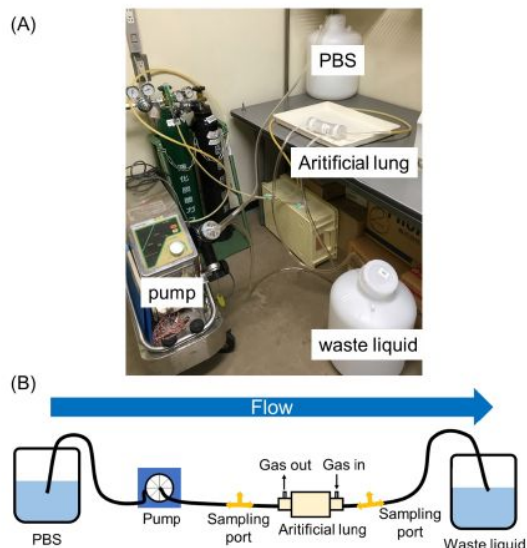 (A)
PBS
Aritificial lung
pump
waste liquid
(B)
Flow
Gas out
Gas in
PBS
Pump
Sampling
port
Aritificial lung
Sampling
port
Waste liquid